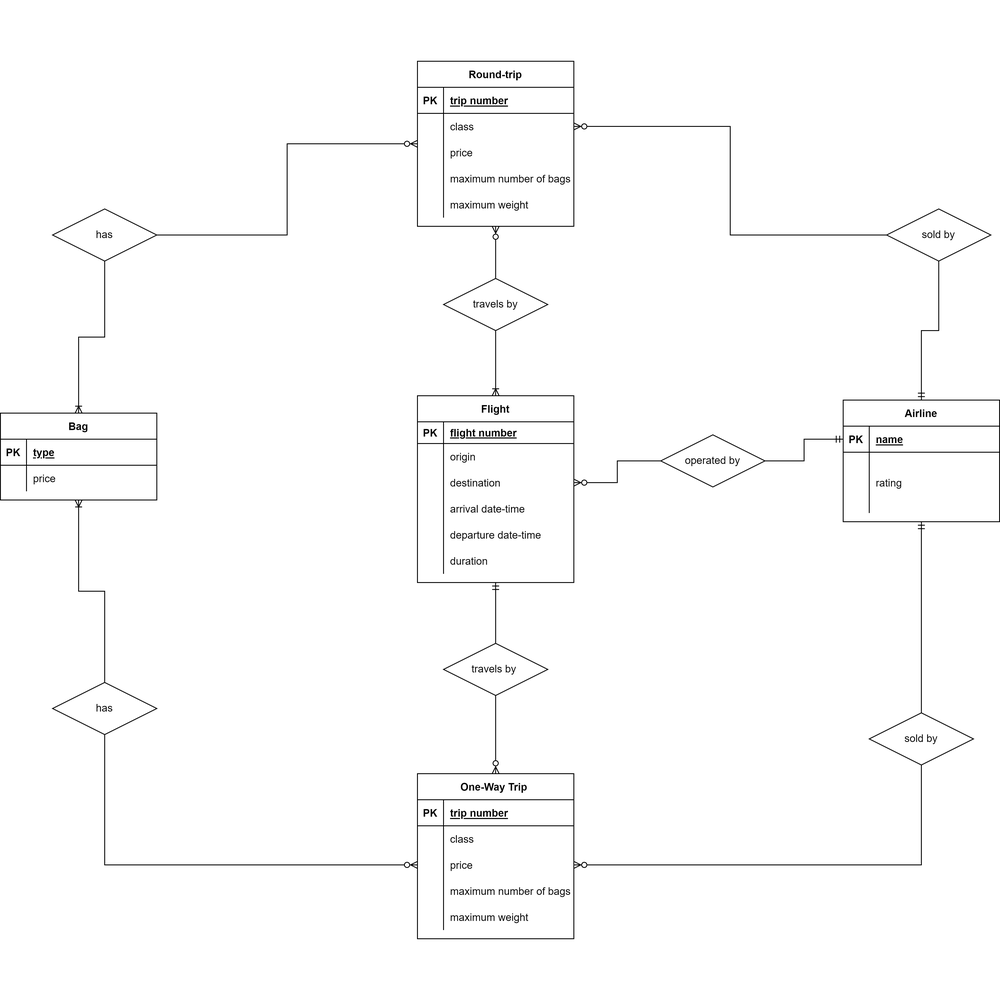 Round-trip
PK trip number
class
price
maximum number of bags
maximum weight
has
sold by
travels by
Flight
PK flight number
origin
destination
arrival date-time
departure date-time
duration
Bag
PK type
price
operated by
Airline
PK name
rating
travels by
has
sold by
One-Way Trip
PK trip number
class
price
maximum number of bags
maximum weight